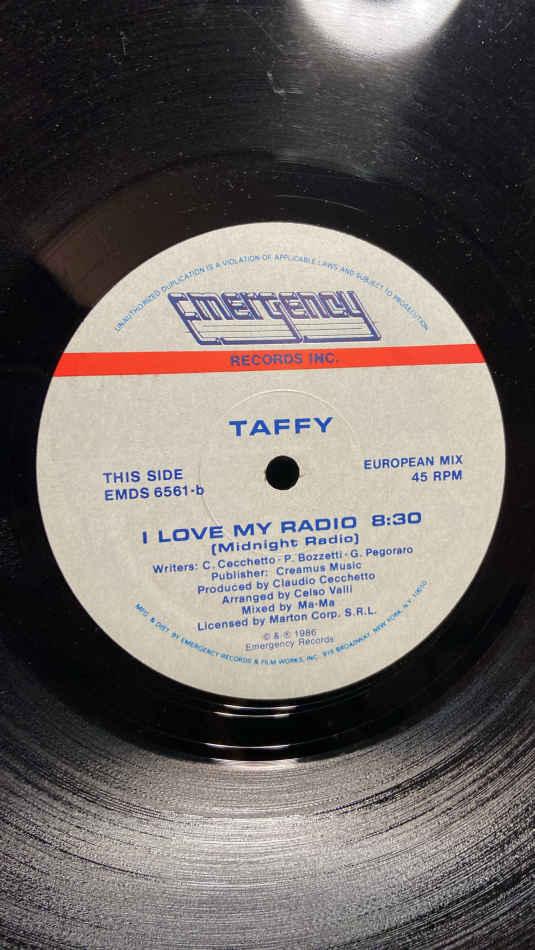 UNAUTHORIZED DUPLICATION IS A VIOLATION OF APPLICABLE LAWS AND SUBJECT TO PROSECUTION
Emergency
RECORDS INC.
TAFFY
THIS SIDE
EMDS 6561-b
EUROPEAN MIX
45 RPM
I LOVE MY RADIO 8:30
(Midnight Radio)
Writers: C. Cecchetto - P. Bozzetti - G. Pegoraro
Publisher: Creamus Music
Produced by Claudio Cecchetto
Arranged by Celso Valli
Mixed by Ma-Ma
Licensed by Marton Corp. S.R.L.
© & ℗ 1986
Emergency Records
MFG. & DIST. BY EMERGENCY RECORDS & FILM WORKS, INC. BROADWAY, NEW YORK, N.Y. 10010